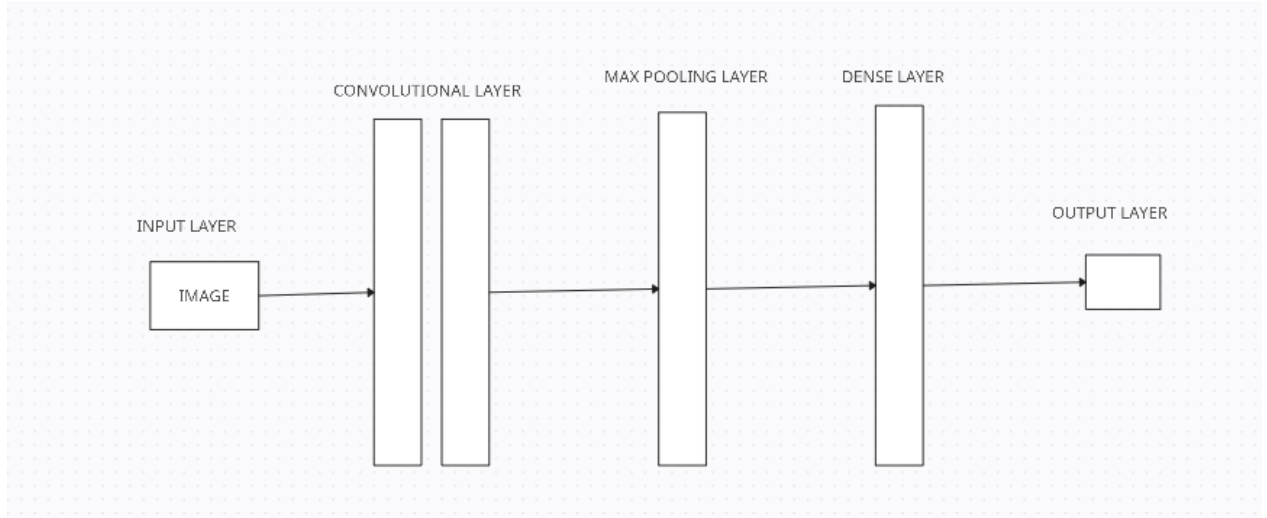 MAX POOLING LAYER
DENSE LAYER
CONVOLUTIONAL LAYER
OUTPUT LAYER
INPUT LAYER
IMAGE